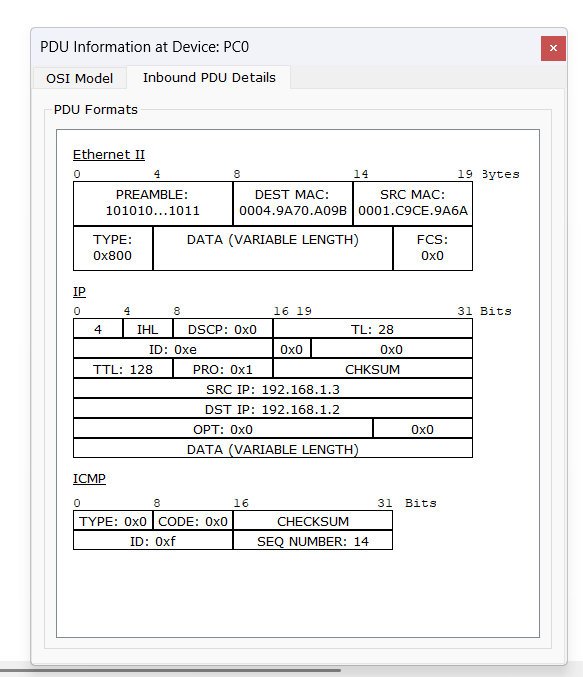 PDU Information at Device: PC0
×
OSI Model Inbound PDU Details
PDU Formats
Ethernet II
0 4 8 14 19 Bytes
PREAMBLE: DEST MAC: SRC MAC:
101010...1011 0004.9A70.A09B 0001.C9CE.9A6A
TYPE: DATA (VARIABLE LENGTH) FCS:
0x800 0x0
IP
0 4 8 16 19 31 Bits
4 IHL DSCP: 0x0 TL: 28
ID: 0xe 0x0 0x0
TTL: 128 PRO: 0x1 CHKSUM
SRC IP: 192.168.1.3
DST IP: 192.168.1.2
OPT: 0x0 0x0
DATA (VARIABLE LENGTH)
ICMP
0 8 16 31 Bits
TYPE: 0x0 CODE: 0x0 CHECKSUM
ID: 0xf SEQ NUMBER: 14